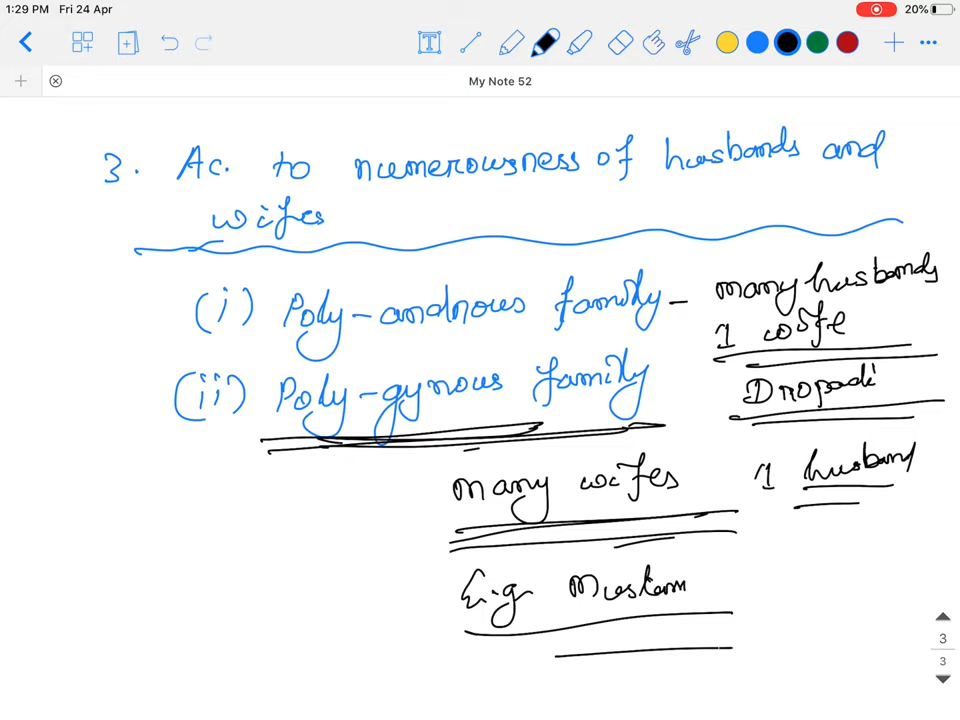 1:29 PM Fri 24 Apr
20%
My Note 52
3. Ac. to numerousness of husbands and
wifes
(i) Poly-androus family - many husbands
1 wife
(ii) Poly-gynous family
Dropadi
many wifes 1 husband
E.g
3
3